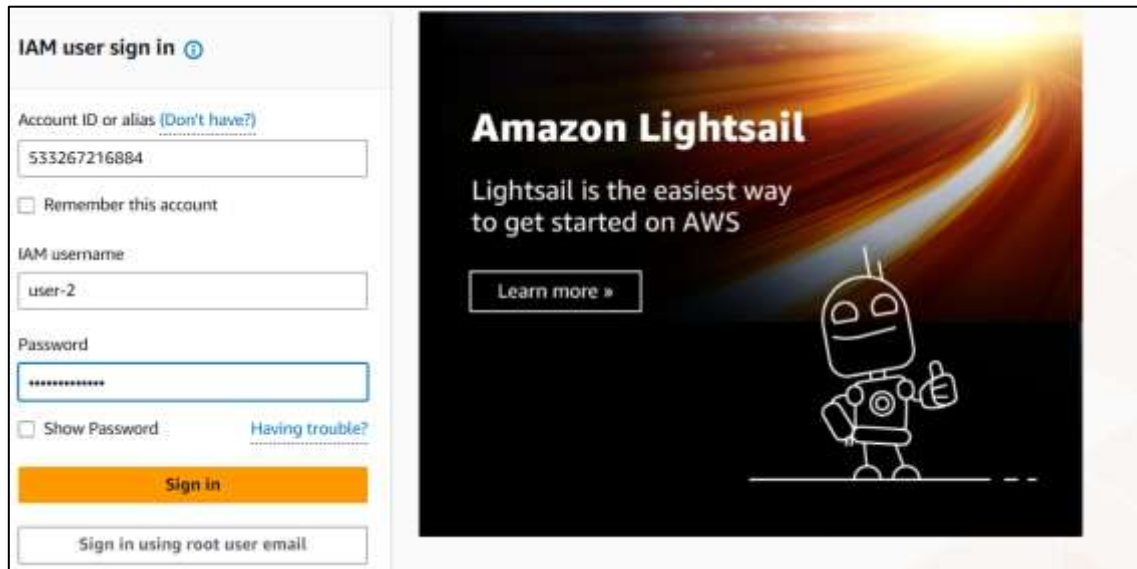 IAM user sign in
Account ID or alias (Don't have?)
533267216884
Remember this account
IAM username
user-2
Password
•••••••••••••
Show Password
Having trouble?
Sign in
Sign in using root user email
Amazon Lightsail
Lightsail is the easiest way
to get started on AWS
Learn more »